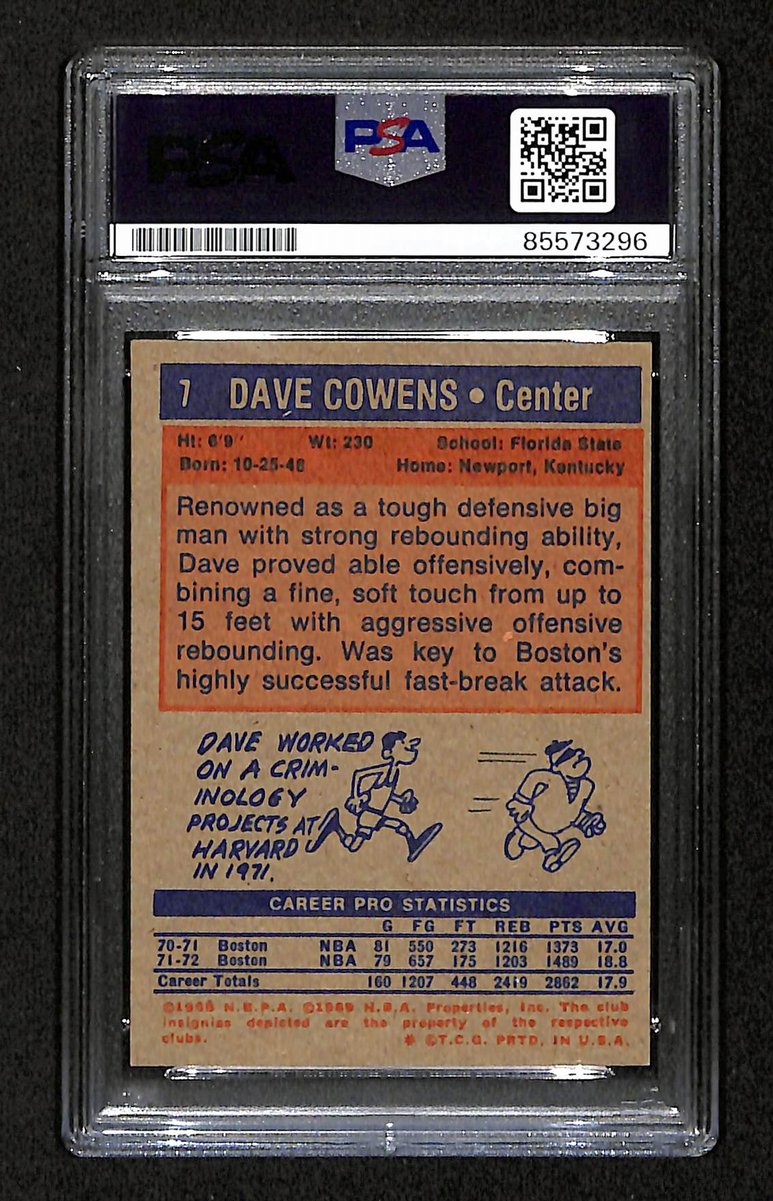 PSA
PSA
85573296
7 DAVE COWENS • Center
Ht: 6'9" Wt: 230 School: Florida State
Born: 10-25-48 Home: Newport, Kentucky
Renowned as a tough defensive big
man with strong rebounding ability,
Dave proved able offensively, com-
bining a fine, soft touch from up to
15 feet with aggressive offensive
rebounding. Was key to Boston's
highly successful fast-break attack.
DAVE WORKED
ON A CRIM-
INOLOGY
PROJECTS AT
HARVARD
IN 1971.
CAREER PRO STATISTICS
G FG FT REB PTS AVG
70-71 Boston NBA 81 550 273 1216 1373 17.0
71-72 Boston NBA 79 657 175 1203 1489 18.8
Career Totals 160 1207 448 2419 2862 17.9
©1968 N.B.P.A. ©1969 N.B.A. Properties, Inc. The club
insignias depicted are the property of the respective
clubs. * ©T.C.G. PRTD. IN U.S.A.